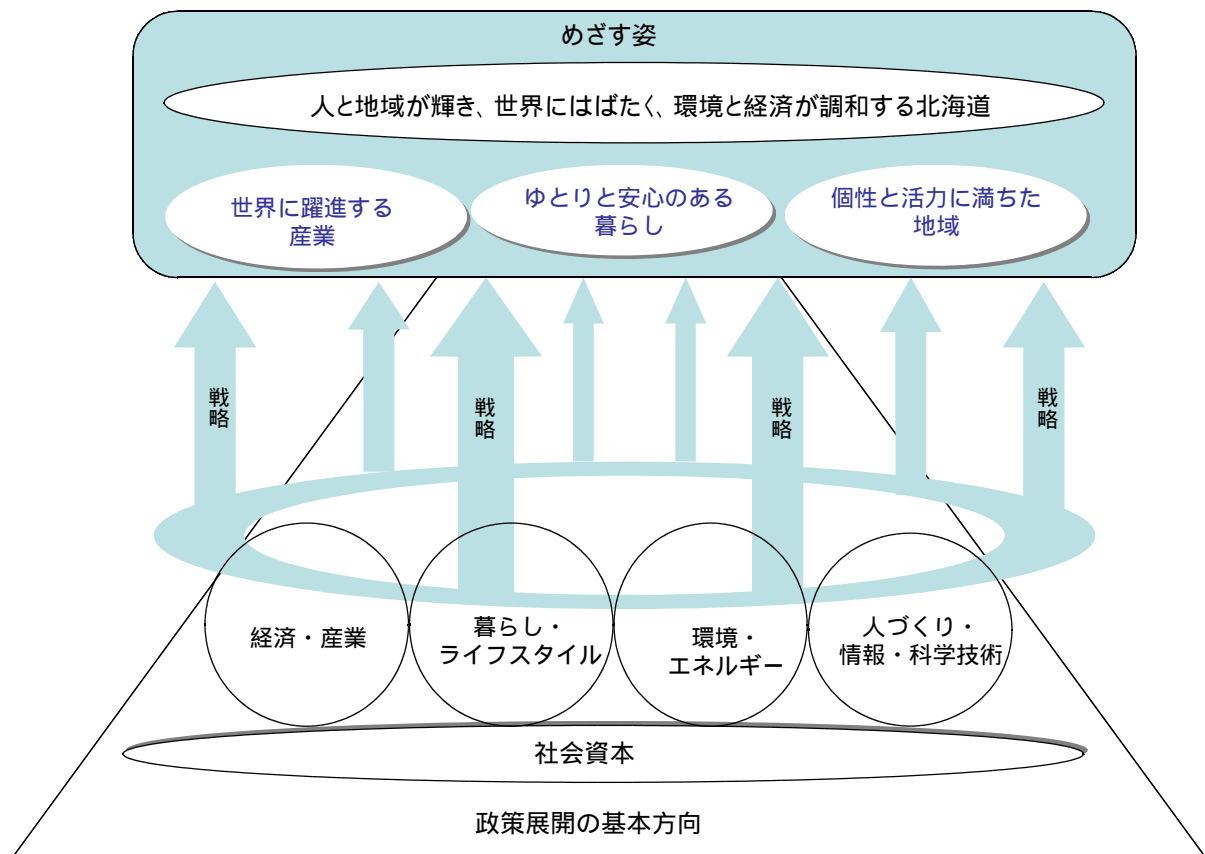 めざす姿
人と地域が輝き、世界にはばたく、環境と経済が調和する北海道
世界に躍進する
産業
ゆとりと安心のある
暮らし
個性と活力に満ちた
地域
戦略
戦略
戦略
戦略
経済・産業
暮らし・
ライフスタイル
環境・
エネルギー
人づくり・
情報・科学技術
社会資本
政策展開の基本方向